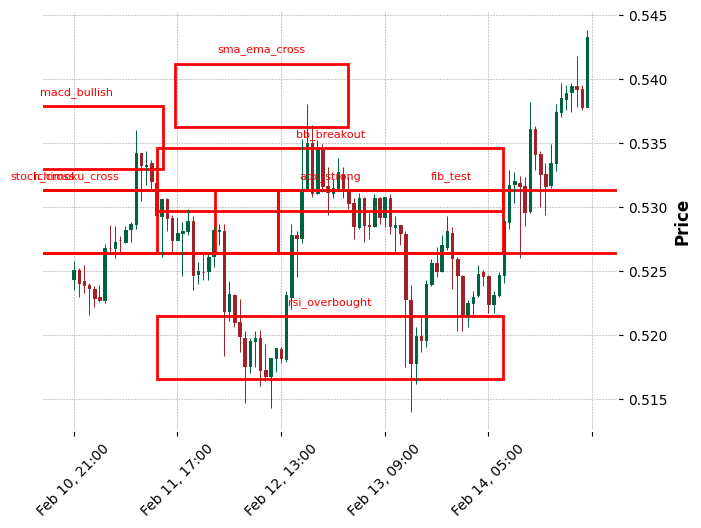 0.545
sma_ema_cross
0.540
macd_bullish
0.535
bb_breakout
stoch_cross
ichimoku_cross
adx_strong
fib_test
0.530
Price
0.525
rsi_overbought
0.520
0.515
Feb 10, 21:00
Feb 11, 17:00
Feb 12, 13:00
Feb 13, 09:00
Feb 14, 05:00